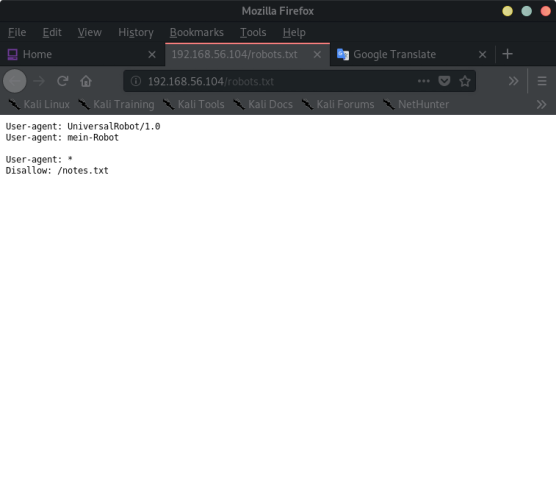 Mozilla Firefox
File Edit View History Bookmarks Tools Help
Home 192.168.56.104/robots.txt Google Translate
192.168.56.104/robots.txt
Kali Linux Kali Training Kali Tools Kali Docs Kali Forums NetHunter
User-agent: UniversalRobot/1.0
User-agent: mein-Robot
User-agent: *
Disallow: /notes.txt